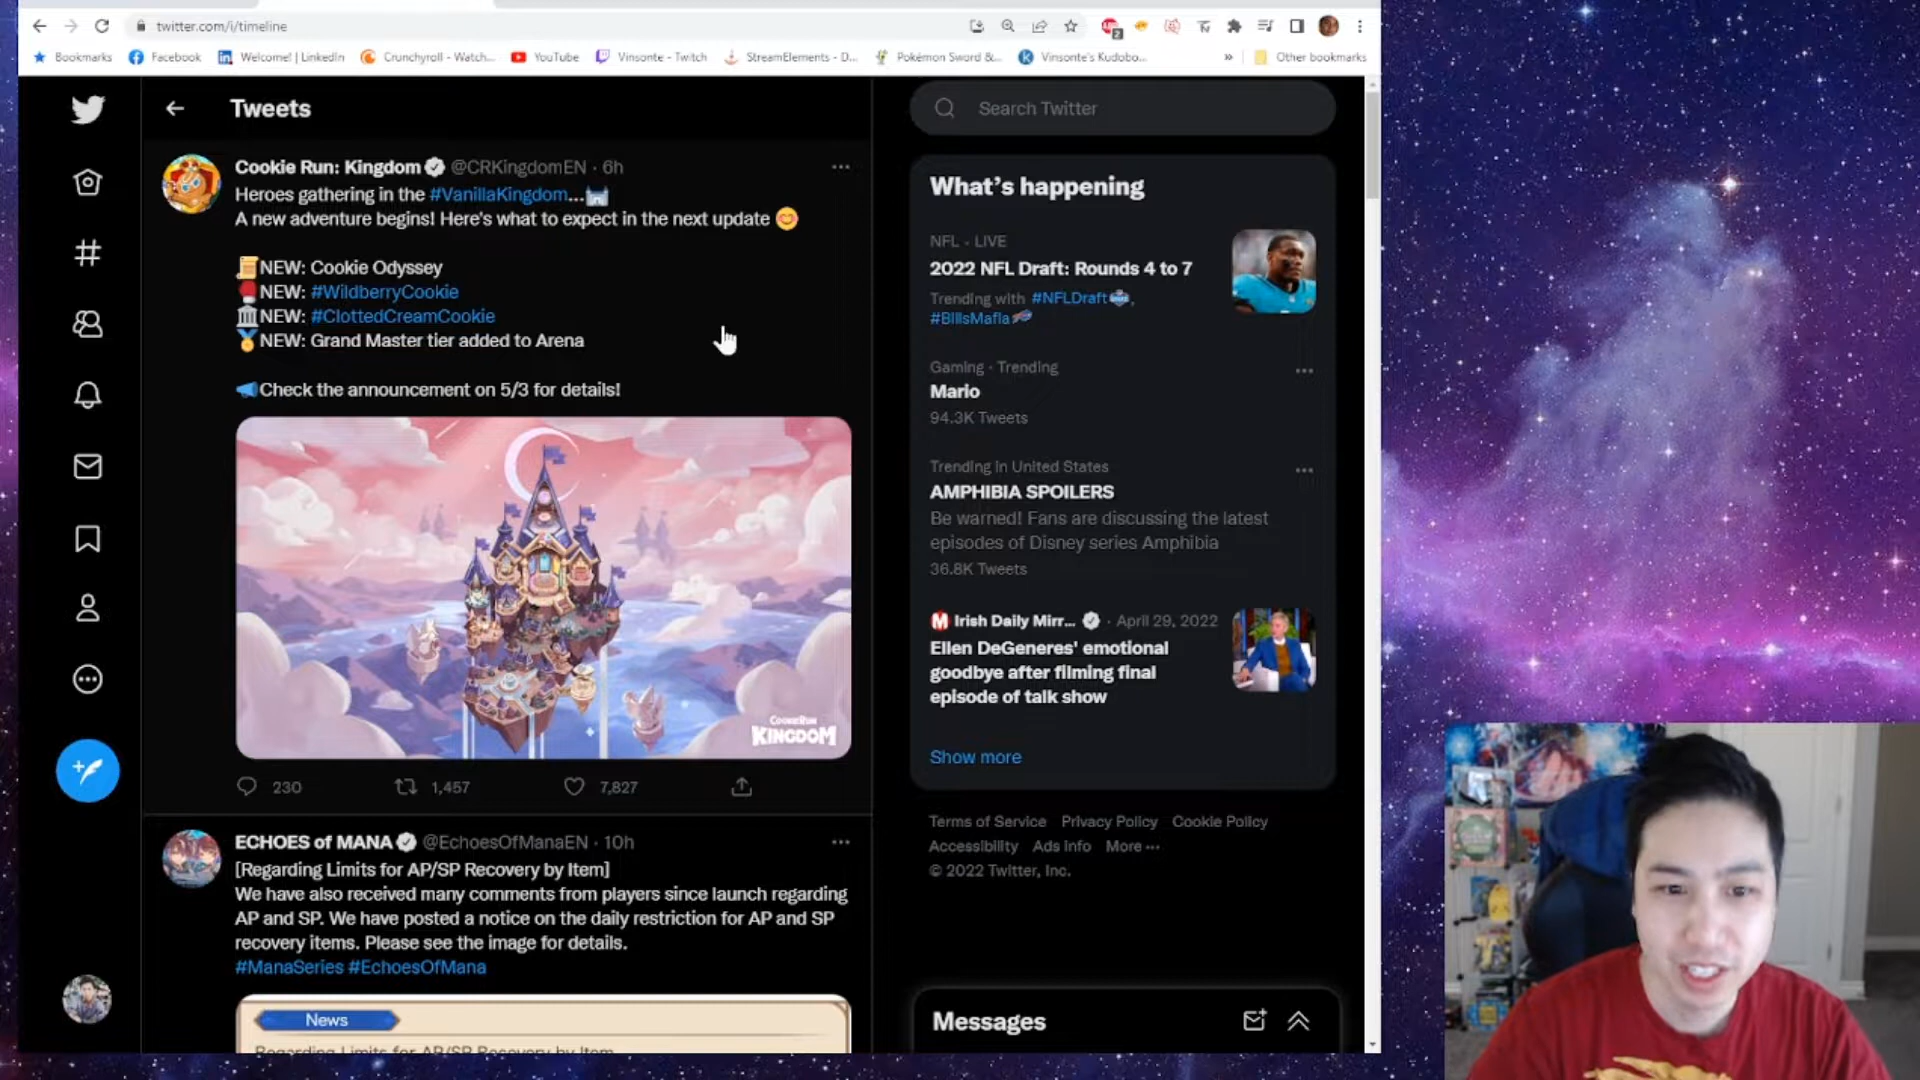 twitter.com/i/timeline
2
Bookmarks
Facebook
Welcome! | LinkedIn
Crunchyroll - Watch...
YouTube
Vinsonte - Twitch
StreamElements - D...
Pokémon Sword &...
Vinsonte's Kudobo...
»
Other bookmarks
Tweets
Search Twitter
Cookie Run: Kingdom @CRKingdomEN · 6h
Heroes gathering in the #VanillaKingdom...
A new adventure begins! Here's what to expect in the next update
NEW: Cookie Odyssey
NEW: #WildberryCookie
NEW: #ClottedCreamCookie
NEW: Grand Master tier added to Arena
Check the announcement on 5/3 for details!
CookieRun
KINGDOM
230
1,457
7,827
ECHOES of MANA @EchoesOfManaEN · 10h
[Regarding Limits for AP/SP Recovery by Item]
We have also received many comments from players since launch regarding
AP and SP. We have posted a notice on the daily restriction for AP and SP
recovery items. Please see the image for details.
#ManaSeries #EchoesOfMana
News
Regarding Limits for AP/SP Recovery by Item
What's happening
NFL · LIVE
2022 NFL Draft: Rounds 4 to 7
Trending with #NFLDraft,
#BillsMafia
Gaming · Trending
Mario
94.3K Tweets
Trending in United States
AMPHIBIA SPOILERS
Be warned! Fans are discussing the latest
episodes of Disney series Amphibia
36.8K Tweets
Irish Daily Mirr... · April 29, 2022
Ellen DeGeneres' emotional
goodbye after filming final
episode of talk show
Show more
Terms of Service Privacy Policy Cookie Policy
Accessibility Ads info More ···
© 2022 Twitter, Inc.
Messages